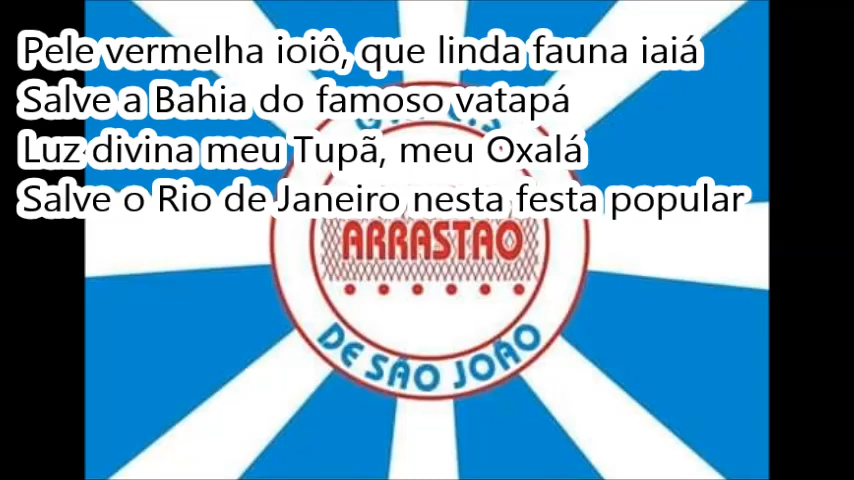 Pele vermelha ioiô, que linda fauna iaiá
Salve a Bahia do famoso vatapá
Luz divina meu Tupã, meu Oxalá
Salve o Rio de Janeiro nesta festa popular
ARRASTAO
DE SÃO JOÃO